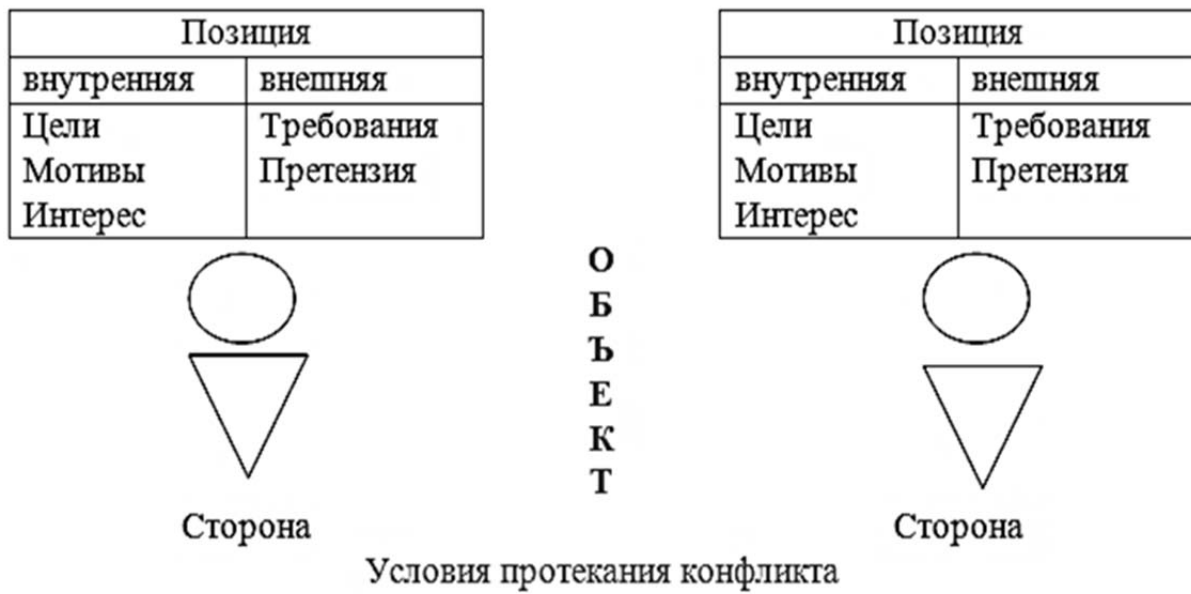 Позиция
внутренняя внешняя
Цели Требования
Мотивы Претензия
Интерес
Позиция
внутренняя внешняя
Цели Требования
Мотивы Претензия
Интерес
О
Б
Ъ
Е
К
Т
Сторона
Сторона
Условия протекания конфликта